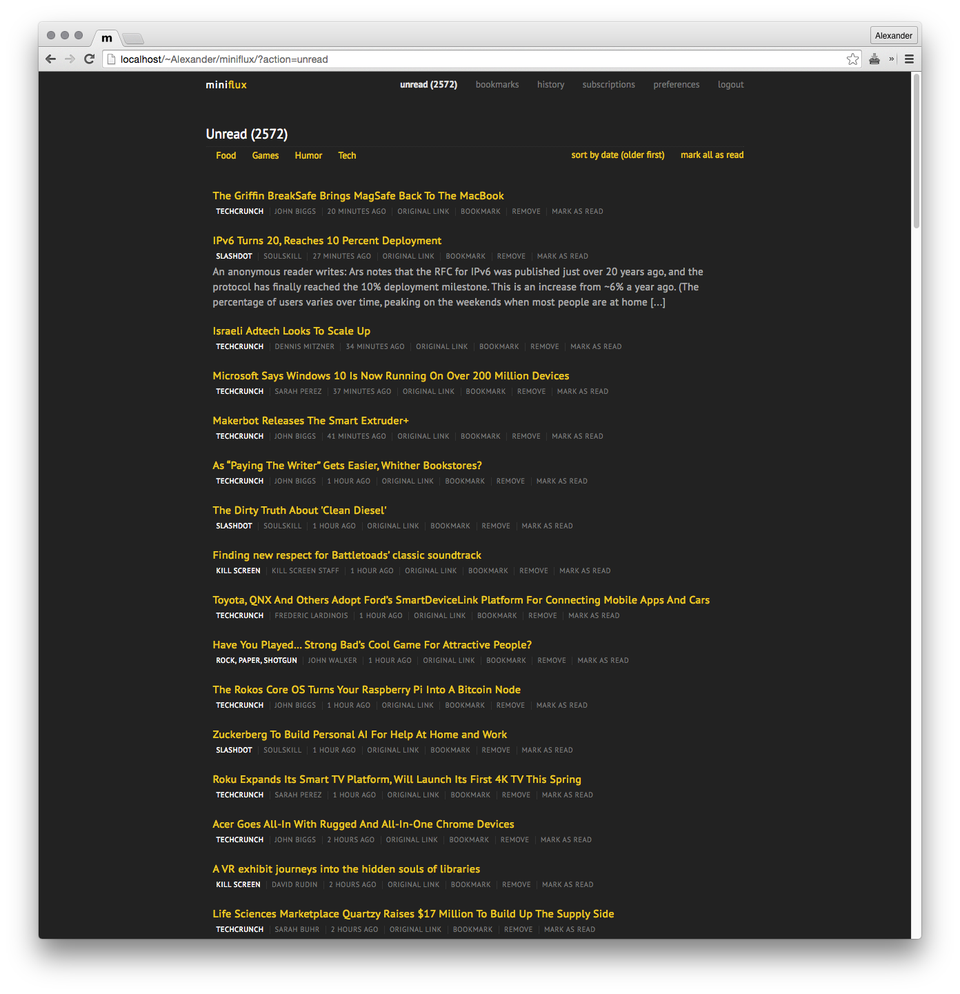 m
Alexander
localhost/~Alexander/miniflux/?action=unread
»
miniflux unread (2572) bookmarks history subscriptions preferences logout
Unread (2572)
Food Games Humor Tech sort by date (older first) mark all as read
The Griffin BreakSafe Brings MagSafe Back To The MacBook
TECHCRUNCH | JOHN BIGGS | 20 MINUTES AGO | ORIGINAL LINK | BOOKMARK | REMOVE | MARK AS READ
IPv6 Turns 20, Reaches 10 Percent Deployment
SLASHDOT | SOULSKILL | 27 MINUTES AGO | ORIGINAL LINK | BOOKMARK | REMOVE | MARK AS READ
An anonymous reader writes: Ars notes that the RFC for IPv6 was published just over 20 years ago, and the
protocol has finally reached the 10% deployment milestone. This is an increase from ~6% a year ago. (The
percentage of users varies over time, peaking on the weekends when most people are at home [...]
Israeli Adtech Looks To Scale Up
TECHCRUNCH | DENNIS MITZNER | 34 MINUTES AGO | ORIGINAL LINK | BOOKMARK | REMOVE | MARK AS READ
Microsoft Says Windows 10 Is Now Running On Over 200 Million Devices
TECHCRUNCH | SARAH PEREZ | 37 MINUTES AGO | ORIGINAL LINK | BOOKMARK | REMOVE | MARK AS READ
Makerbot Releases The Smart Extruder+
TECHCRUNCH | JOHN BIGGS | 41 MINUTES AGO | ORIGINAL LINK | BOOKMARK | REMOVE | MARK AS READ
As “Paying The Writer” Gets Easier, Whither Bookstores?
TECHCRUNCH | JOHN BIGGS | 1 HOUR AGO | ORIGINAL LINK | BOOKMARK | REMOVE | MARK AS READ
The Dirty Truth About 'Clean Diesel'
SLASHDOT | SOULSKILL | 1 HOUR AGO | ORIGINAL LINK | BOOKMARK | REMOVE | MARK AS READ
Finding new respect for Battletoads’ classic soundtrack
KILL SCREEN | KILL SCREEN STAFF | 1 HOUR AGO | ORIGINAL LINK | BOOKMARK | REMOVE | MARK AS READ
Toyota, QNX And Others Adopt Ford’s SmartDeviceLink Platform For Connecting Mobile Apps And Cars
TECHCRUNCH | FREDERIC LARDINOIS | 1 HOUR AGO | ORIGINAL LINK | BOOKMARK | REMOVE | MARK AS READ
Have You Played… Strong Bad’s Cool Game For Attractive People?
ROCK, PAPER, SHOTGUN | JOHN WALKER | 1 HOUR AGO | ORIGINAL LINK | BOOKMARK | REMOVE | MARK AS READ
The Rokos Core OS Turns Your Raspberry Pi Into A Bitcoin Node
TECHCRUNCH | JOHN BIGGS | 1 HOUR AGO | ORIGINAL LINK | BOOKMARK | REMOVE | MARK AS READ
Zuckerberg To Build Personal AI For Help At Home and Work
SLASHDOT | SOULSKILL | 1 HOUR AGO | ORIGINAL LINK | BOOKMARK | REMOVE | MARK AS READ
Roku Expands Its Smart TV Platform, Will Launch Its First 4K TV This Spring
TECHCRUNCH | SARAH PEREZ | 1 HOUR AGO | ORIGINAL LINK | BOOKMARK | REMOVE | MARK AS READ
Acer Goes All-In With Rugged And All-In-One Chrome Devices
TECHCRUNCH | JOHN BIGGS | 2 HOURS AGO | ORIGINAL LINK | BOOKMARK | REMOVE | MARK AS READ
A VR exhibit journeys into the hidden souls of libraries
KILL SCREEN | DAVID RUDIN | 2 HOURS AGO | ORIGINAL LINK | BOOKMARK | REMOVE | MARK AS READ
Life Sciences Marketplace Quartzy Raises $17 Million To Build Up The Supply Side
TECHCRUNCH | SARAH BUHR | 2 HOURS AGO | ORIGINAL LINK | BOOKMARK | REMOVE | MARK AS READ